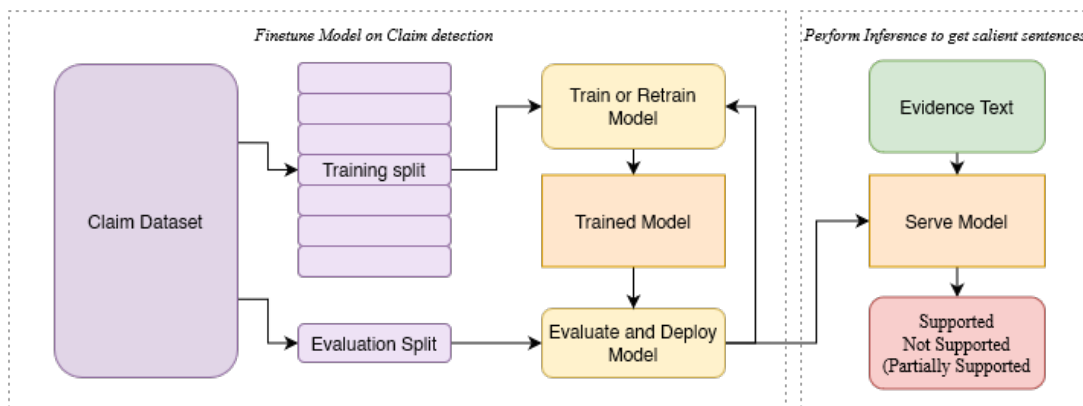 Finetune Model on Claim detection
Perform Inference to get salient sentences
Claim Dataset
Training split
Evaluation Split
Train or Retrain
Model
Trained Model
Evaluate and Deploy
Model
Evidence Text
Serve Model
Supported
Not Supported
(Partially Supported